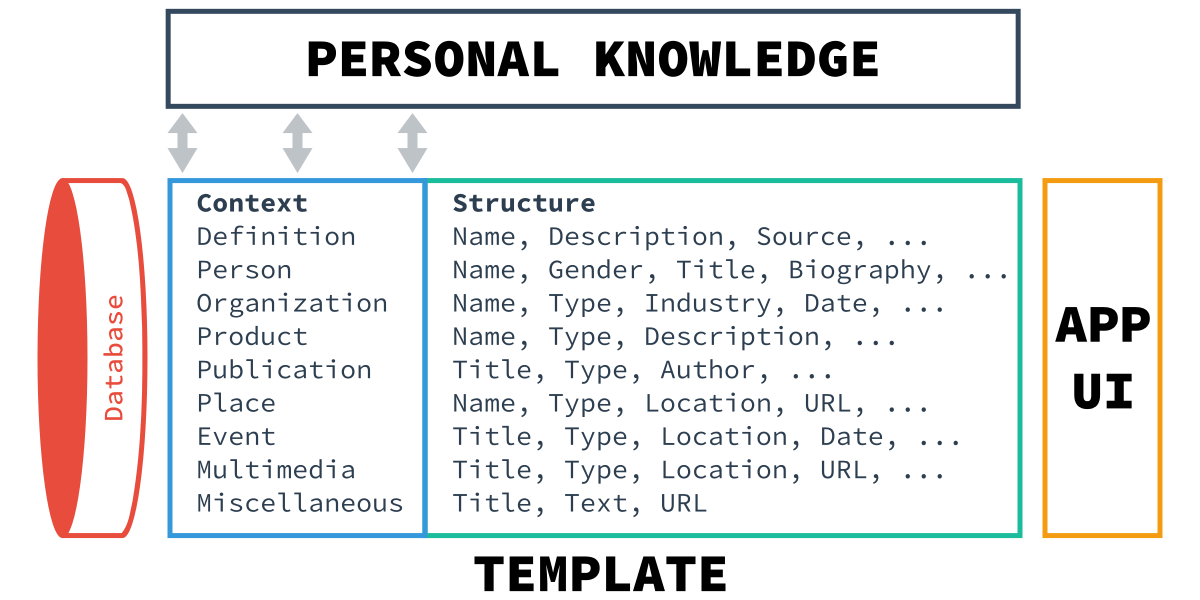 PERSONAL KNOWLEDGE
Database
Context Structure
Definition Name, Description, Source, ...
Person Name, Gender, Title, Biography, ...
Organization Name, Type, Industry, Date, ...
Product Name, Type, Description, ...
Publication Title, Type, Author, ...
Place Name, Type, Location, URL, ...
Event Title, Type, Location, Date, ...
Multimedia Title, Type, Location, URL, ...
Miscellaneous Title, Text, URL
APP
UI
TEMPLATE